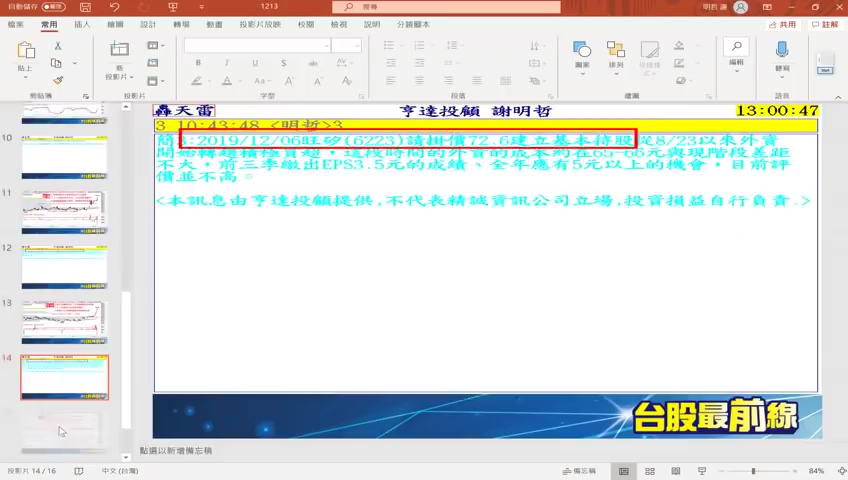 自動儲存
1213
搜尋
明哲 謝
檔案 常用 插入 繪圖 設計 轉場 動畫 投影片放映 校閱 檢視 說明 分鏡腳本
共用 註解
貼上 新投影片 圖案 排列 編輯 聽寫
剪貼簿 投影片 字型 段落 繪圖 語音
轟天雷 亨達投顧 謝明哲 13:00:47
3 10:43:48 <明哲>3
簡3:2019/12/06旺矽(6223)請掛價72.6建立基本持股從8/23以來外資
開始轉趨積極買超，這段時間的外資的成本約在65-66元與現階段差距
不大，前三季繳出EPS3.5元的成績、全年應有5元以上的機會，目前評
價並不高。
<本訊息由亨達投顧提供,不代表精誠資訊公司立場,投資損益自行負責.>
10
11
12
13
14
台股最前線
點選以新增備忘稿
投影片 14 / 16 中文 (台灣) 備忘稿 84%